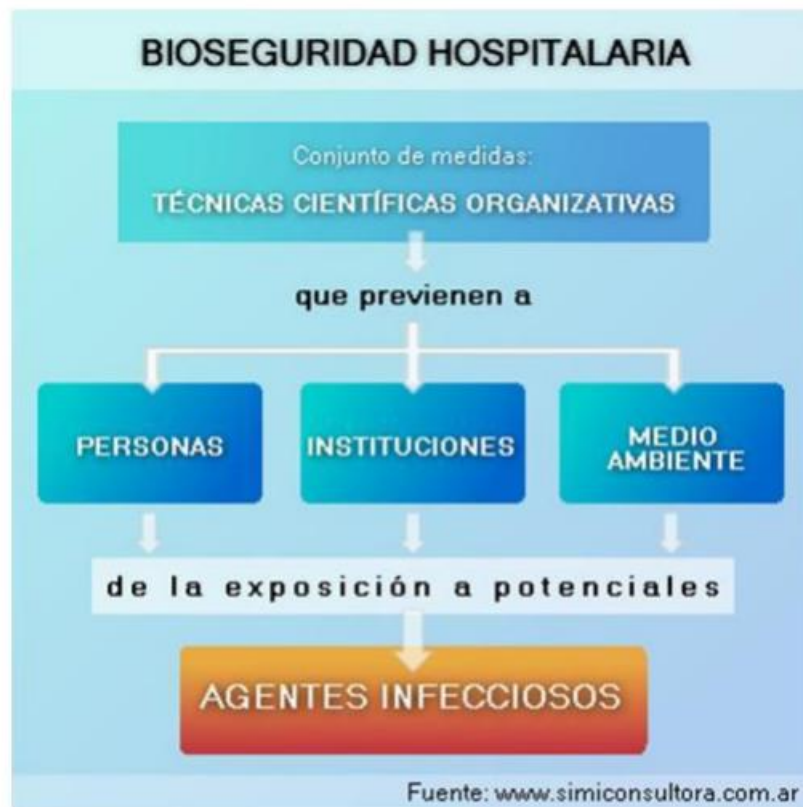 BIOSEGURIDAD HOSPITALARIA
Conjunto de medidas:
TÉCNICAS CIENTÍFICAS ORGANIZATIVAS
que previenen a
PERSONAS
INSTITUCIONES
MEDIO
AMBIENTE
de la exposición a potenciales
AGENTES INFECCIOSOS
Fuente: www.simiconsultora.com.ar